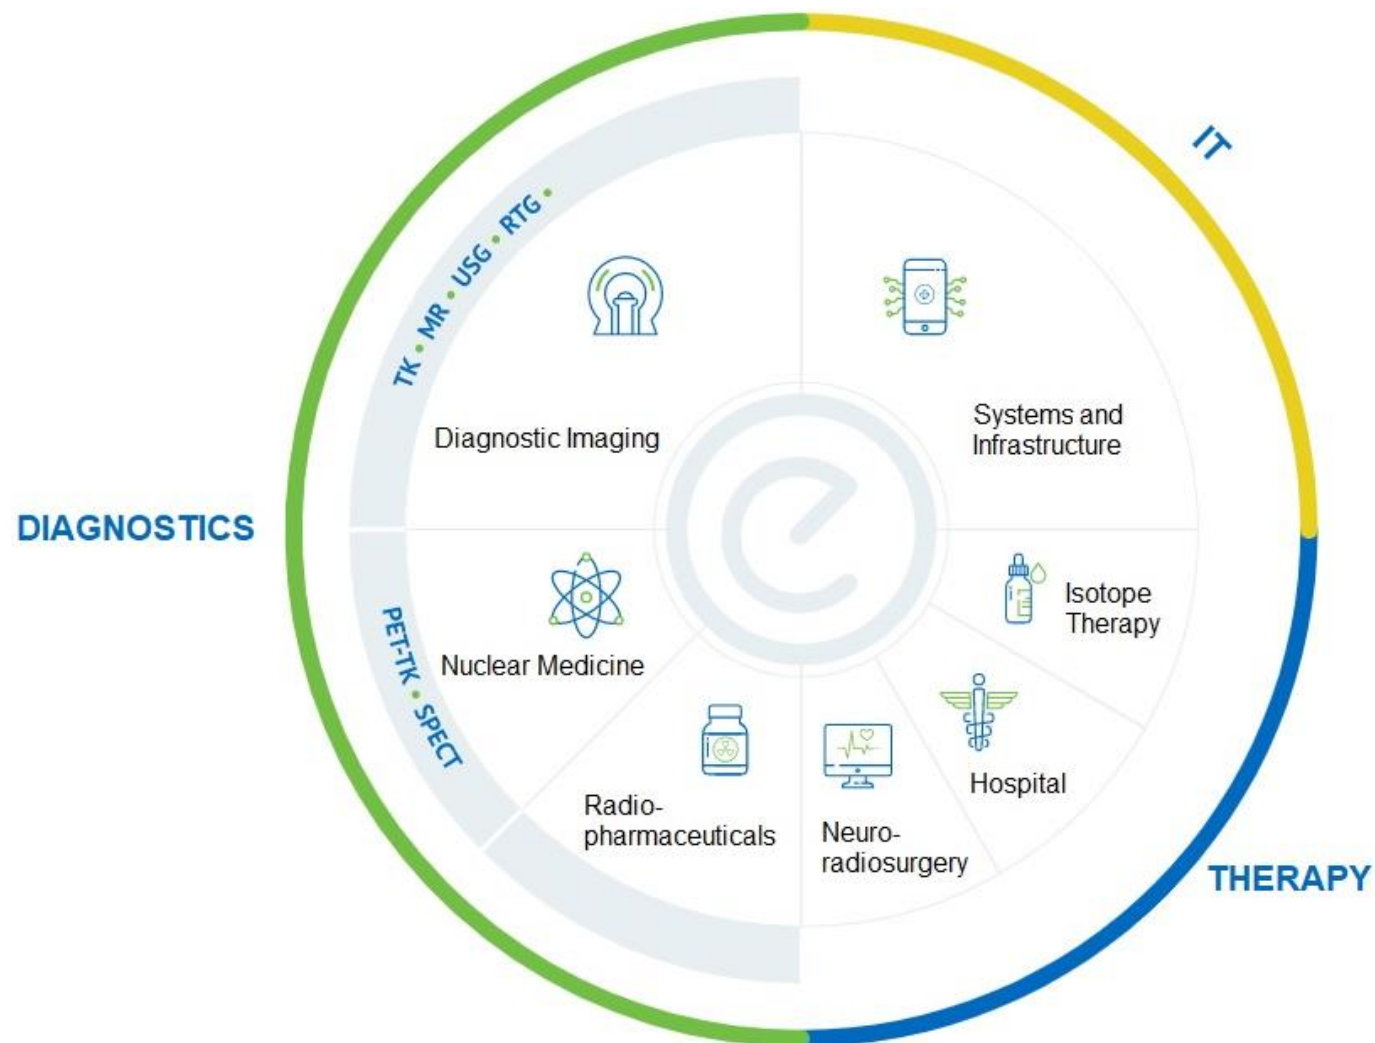 IT
TK • MR • USG • RTG •
Diagnostic Imaging
Systems and
Infrastructure
DIAGNOSTICS
PET-TK • SPECT
Nuclear Medicine
Isotope
Therapy
Radio-
pharmaceuticals
Neuro-
radiosurgery
Hospital
THERAPY